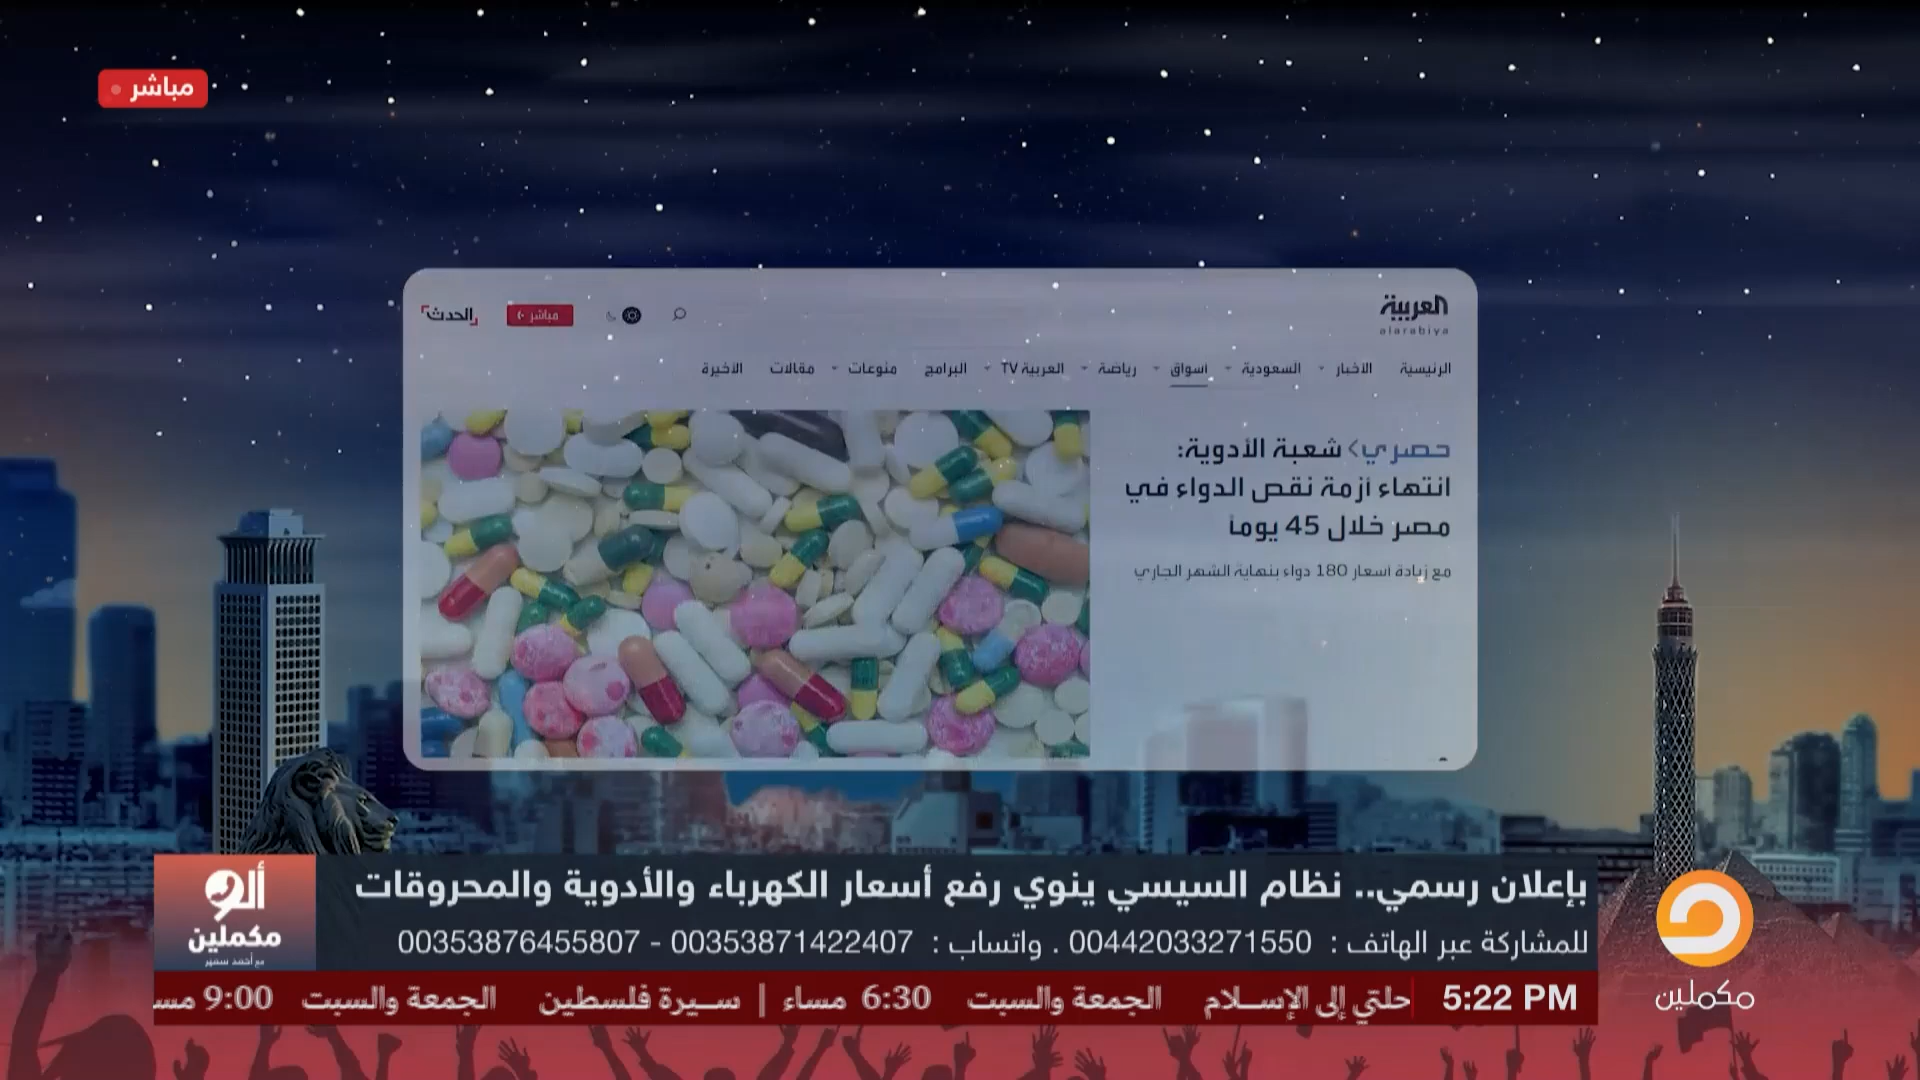 مباشر
العربية
alarabiya
مباشر
الحدث
الرئيسية الأخبار السعودية أسواق رياضة العربية TV البرامج منوعات مقالات الأخيرة
حصري> شعبة الأدوية:
انتهاء أزمة نقص الدواء في
مصر خلال 45 يوماً
مع زيادة أسعار 180 دواء بنهاية الشهر الجاري
بإعلان رسمي.. نظام السيسي ينوي رفع أسعار الكهرباء والأدوية والمحروقات
للمشاركة عبر الهاتف : 00442033271550 . واتساب : 00353871422407 - 00353876455807
ألو
مكملين
مع أحمد سمير
5:22 PM
حلتي إلى الإسلام الجمعة والسبت 6:30 مساء | سيرة فلسطين الجمعة والسبت 9:00 مس
مكملين